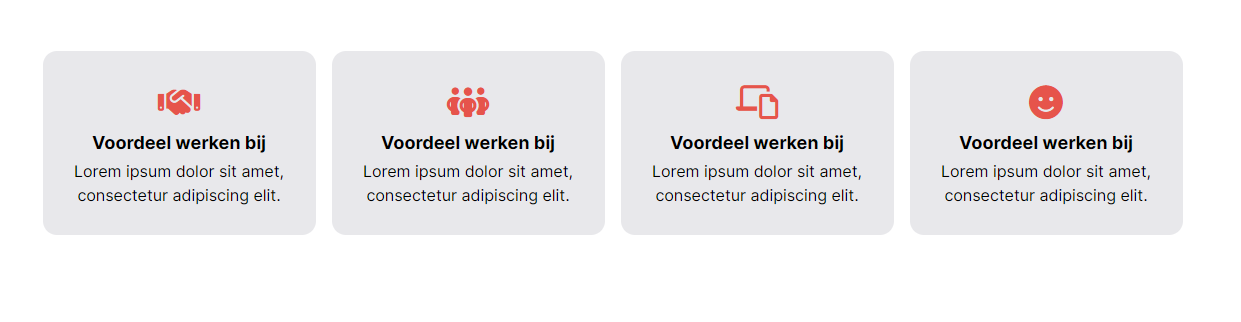 Voordeel werken bij
Lorem ipsum dolor sit amet,
consectetur adipiscing elit.
Voordeel werken bij
Lorem ipsum dolor sit amet,
consectetur adipiscing elit.
Voordeel werken bij
Lorem ipsum dolor sit amet,
consectetur adipiscing elit.
Voordeel werken bij
Lorem ipsum dolor sit amet,
consectetur adipiscing elit.